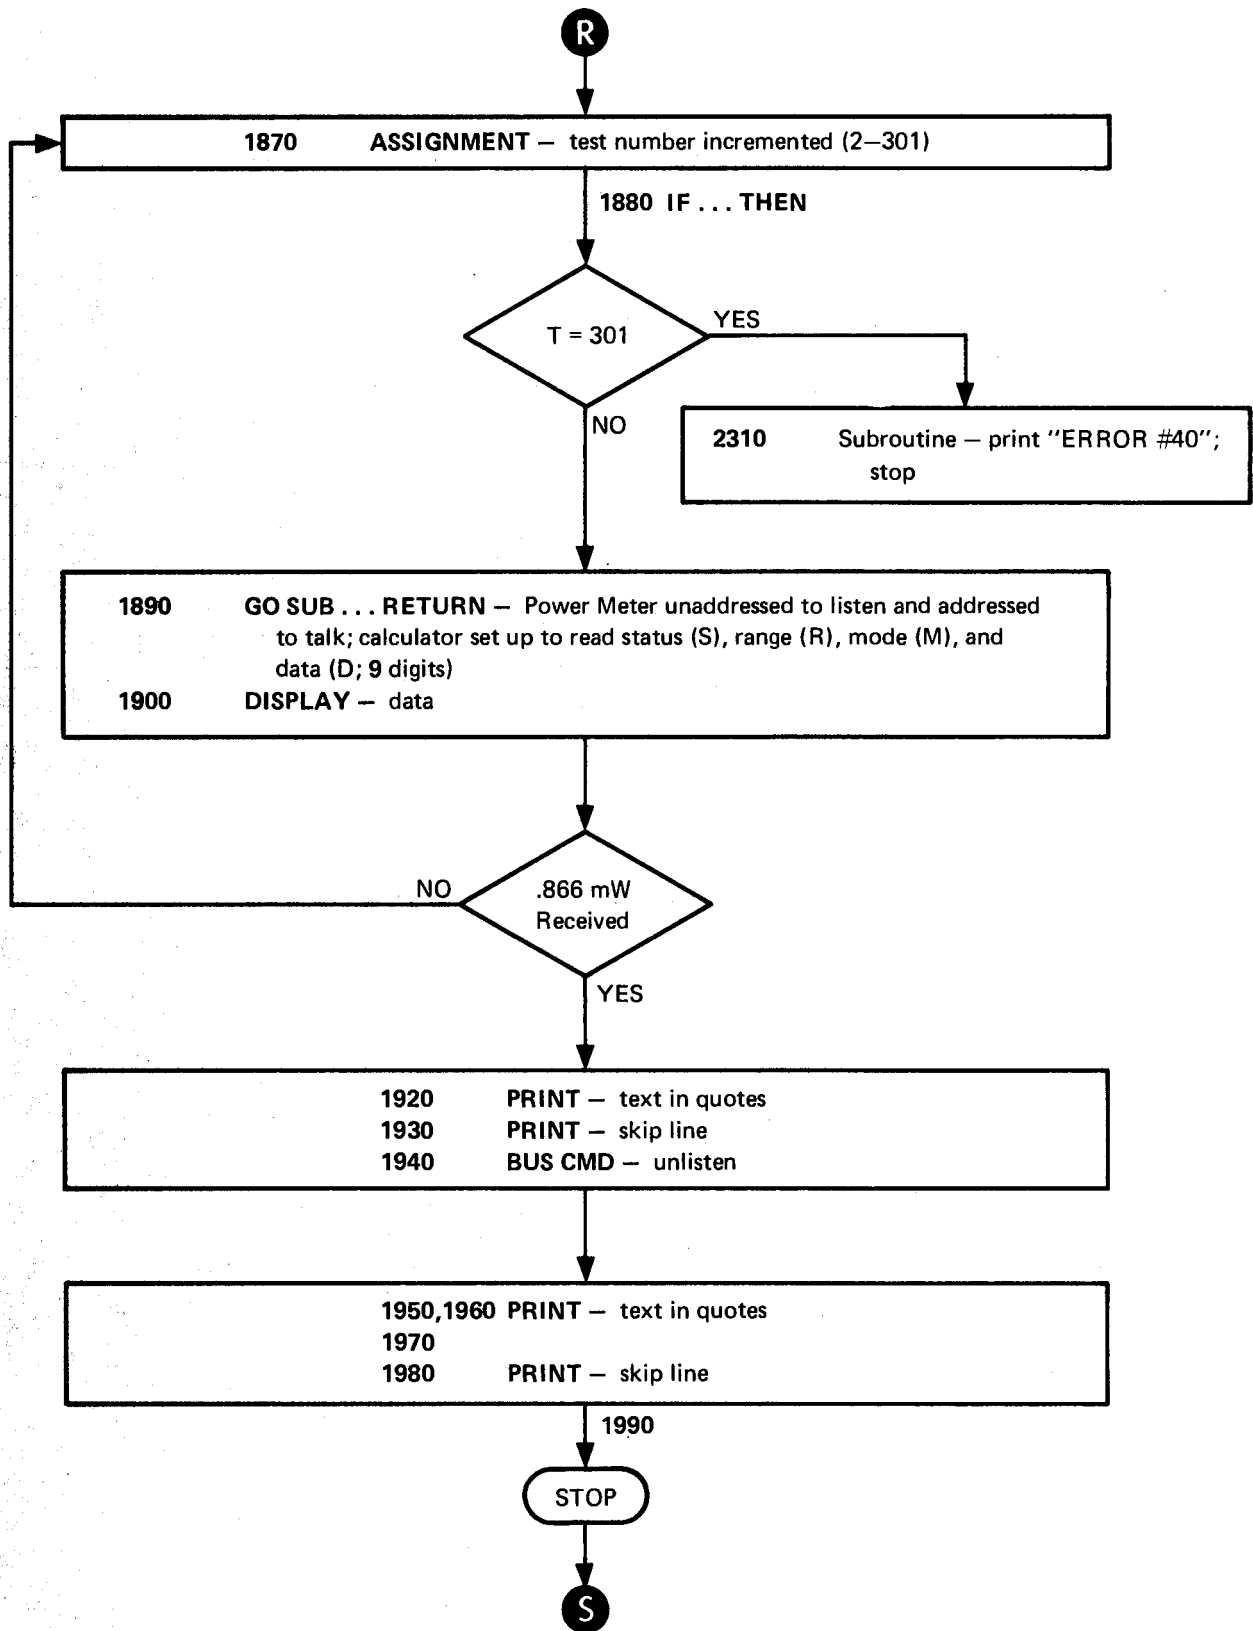 R
1870 ASSIGNMENT — test number incremented (2—301)
1880 IF . . . THEN
T = 301
YES
NO
2310 Subroutine — print "ERROR #40";
stop
1890 GO SUB . . . RETURN — Power Meter unaddressed to listen and addressed
to talk; calculator set up to read status (S), range (R), mode (M), and
data (D; 9 digits)
1900 DISPLAY — data
NO
.866 mW
Received
YES
1920 PRINT — text in quotes
1930 PRINT — skip line
1940 BUS CMD — unlisten
1950,1960 PRINT — text in quotes
1970
1980 PRINT — skip line
1990
STOP
S